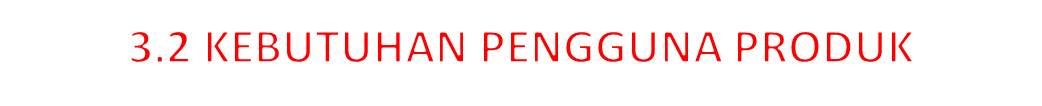 3.2 KEBUTUHAN PENGGUNA PRODUK